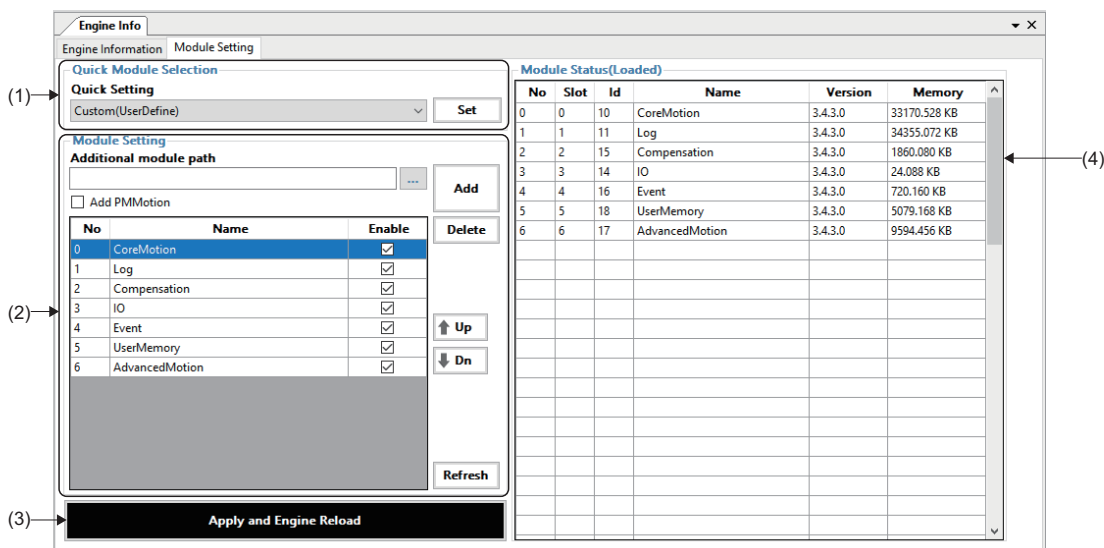 Engine Info
Engine Information Module Setting
(1)
Quick Module Selection
Quick Setting
Custom(UserDefine) Set
(2)
Module Setting
Additional module path
... Add
Add PMMotion
No Name Enable Delete
0 CoreMotion
1 Log
2 Compensation
3 IO
4 Event
5 UserMemory
6 AdvancedMotion
Up
Dn
Refresh
(3)
Apply and Engine Reload
Module Status(Loaded)
No Slot Id Name Version Memory
0 0 10 CoreMotion 3.4.3.0 33170.528 KB
1 1 11 Log 3.4.3.0 34355.072 KB
2 2 15 Compensation 3.4.3.0 1860.080 KB
3 3 14 IO 3.4.3.0 24.088 KB
4 4 16 Event 3.4.3.0 720.160 KB
5 5 18 UserMemory 3.4.3.0 5079.168 KB
6 6 17 AdvancedMotion 3.4.3.0 9594.456 KB
(4)